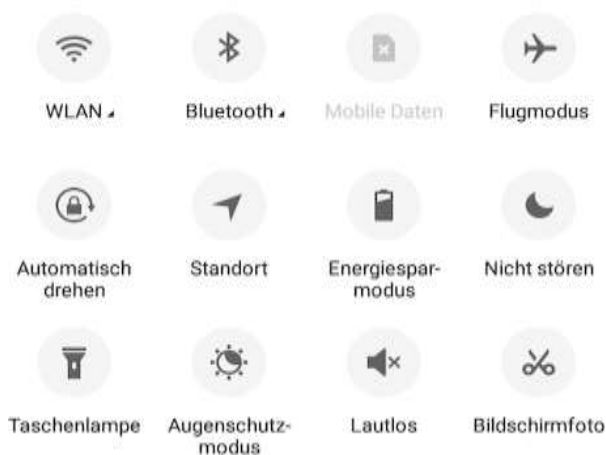 WLAN
Bluetooth
Mobile Daten
Flugmodus
Automatisch
drehen
Standort
Energiespar-
modus
Nicht stören
Taschenlampe
Augenschutz-
modus
Lautlos
Bildschirmfoto